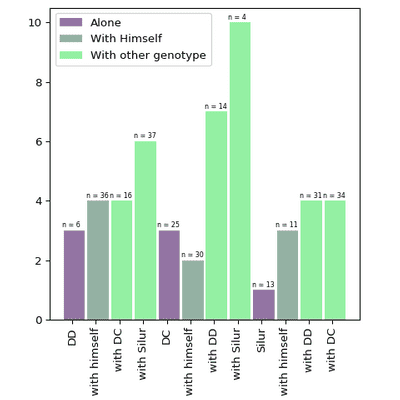 Alone
With Himself
With other genotype
n = 4
n = 14
n = 37
n = 36
n = 16
n = 31
n = 34
n = 6
n = 25
n = 11
n = 30
n = 13
10
8
6
4
2
0
DD
with himself
with DC
with Silur
DC
with himself
with DD
with Silur
Silur
with himself
with DD
with DC